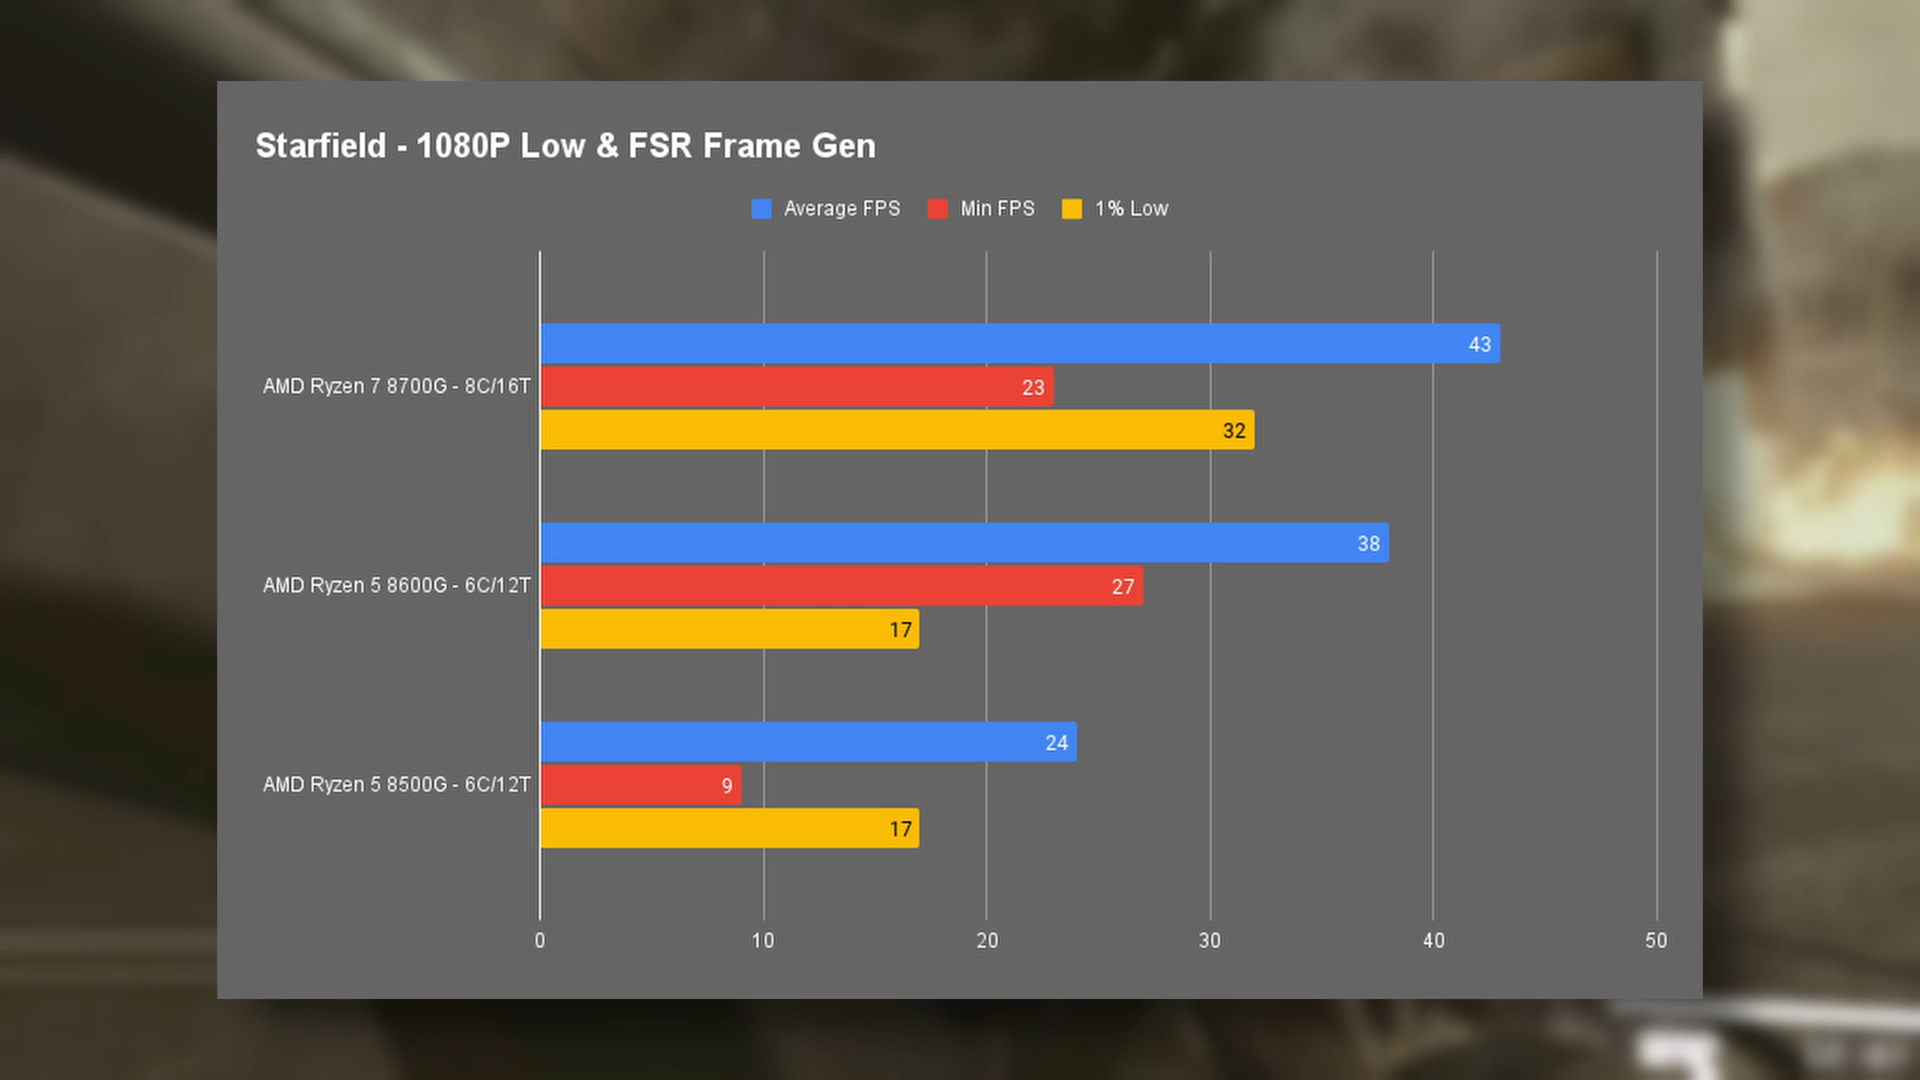 Starfield - 1080P Low & FSR Frame Gen
Average FPS Min FPS 1% Low
43
AMD Ryzen 7 8700G - 8C/16T 23
32
38
AMD Ryzen 5 8600G - 6C/12T 27
17
24
AMD Ryzen 5 8500G - 6C/12T 9
17
0 10 20 30 40 50